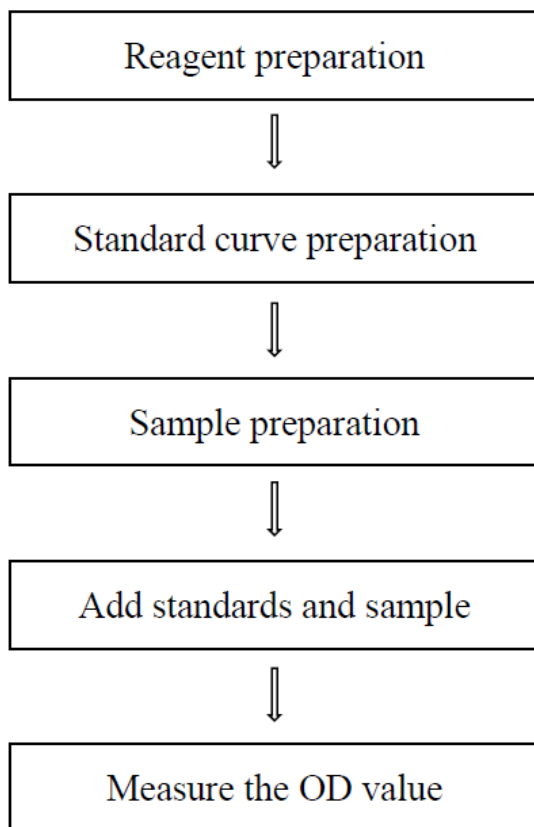 Reagent preparation
Standard curve preparation
Sample preparation
Add standards and sample
Measure the OD value